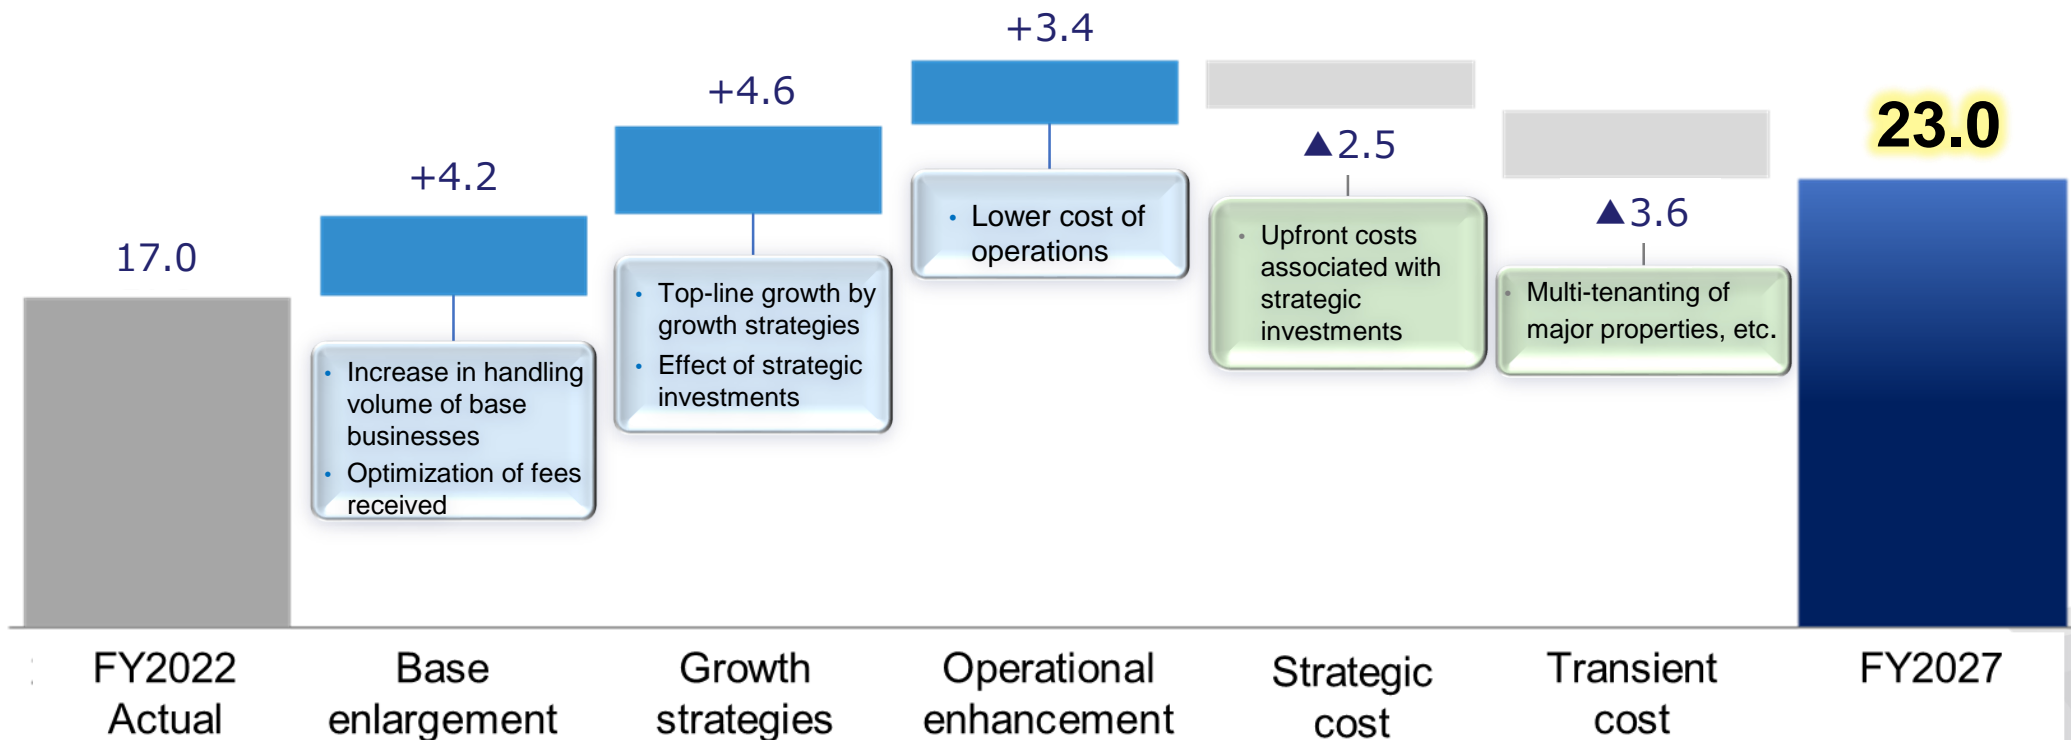 17.0
+4.2
+4.6
+3.4
▲2.5
▲3.6
23.0
• Increase in handling
volume of base
businesses
• Optimization of fees
received
• Top-line growth by
growth strategies
• Effect of strategic
investments
• Lower cost of
operations
• Upfront costs
associated with
strategic
investments
• Multi-tenanting of
major properties, etc.
FY2022
Actual
Base
enlargement
Growth
strategies
Operational
enhancement
Strategic
cost
Transient
cost
FY2027